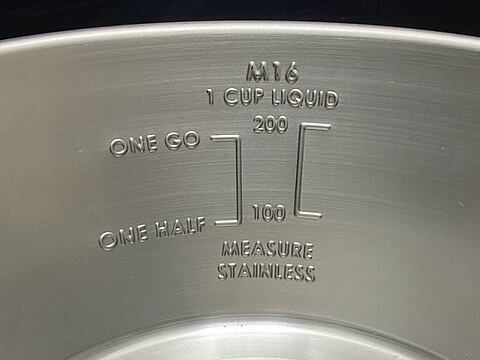 M16
1 CUP LIQUID
200
ONE GO
100
ONE HALF
MEASURE
STAINLESS